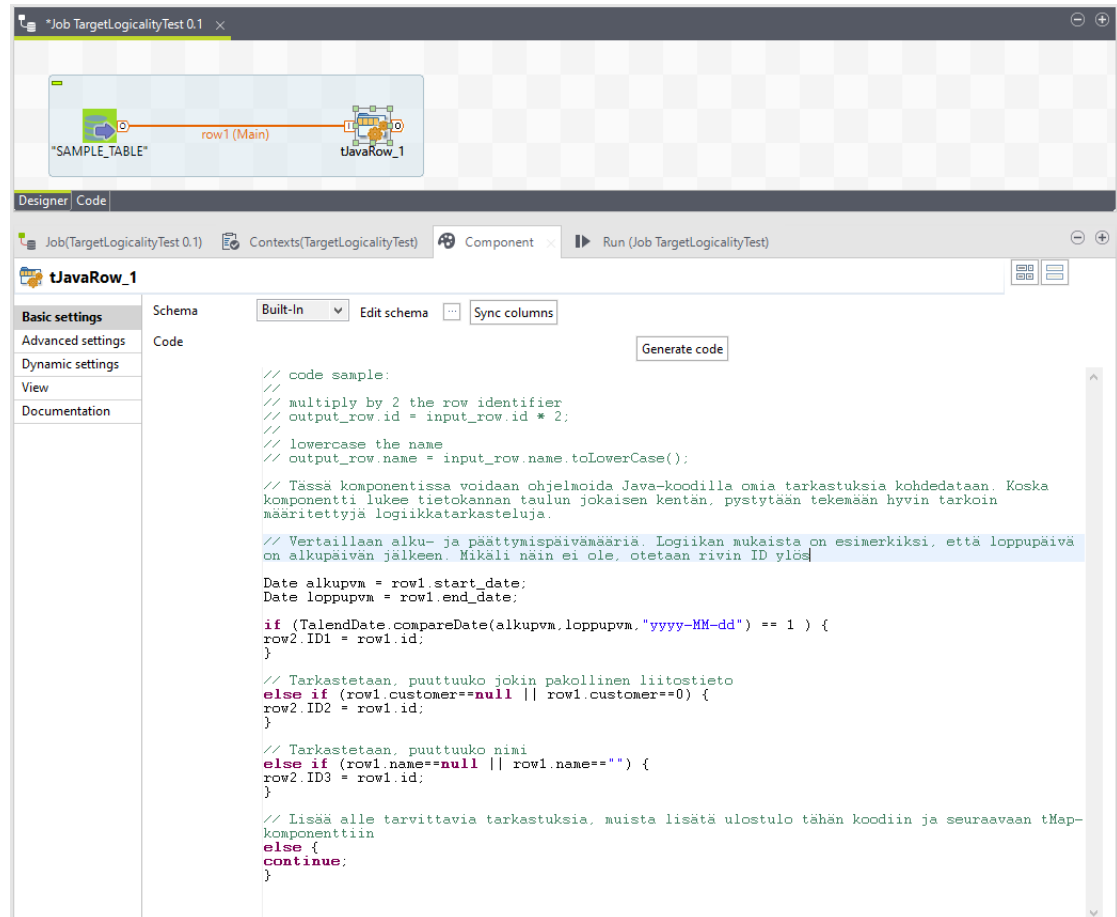 *Job TargetLogicalityTest 0.1
row1 (Main)
"SAMPLE_TABLE"
tJavaRow_1
Designer Code
Job(TargetLogicalityTest 0.1) Contexts(TargetLogicalityTest) Component Run (Job TargetLogicalityTest)
tJavaRow_1
Basic settings
Advanced settings
Dynamic settings
View
Documentation
Schema Built-In Edit schema ... Sync columns
Code
Generate code
// code sample:
//
// multiply by 2 the row identifier
// output_row.id = input_row.id * 2;
//
// lowercase the name
// output_row.name = input_row.name.toLowerCase();
// Tässä komponentissa voidaan ohjelmoida Java-koodilla omia tarkastuksia kohdedataan. Koska
komponentti lukee tietokannan taulun jokaisen kentän, pystytään tekemään hyvin tarkoin
määritettyjä logiikkatarkasteluja.
// Vertaillaan alku- ja päättymispäivämääriä. Logiikan mukaista on esimerkiksi, että loppupäivä
on alkupäivän jälkeen. Mikäli näin ei ole, otetaan rivin ID ylös
Date alkupvm = row1.start_date;
Date loppupvm = row1.end_date;
if (TalendDate.compareDate(alkupvm,loppupvm,"yyyy-MM-dd") == 1 ) {
row2.ID1 = row1.id;
}
// Tarkastetaan, puuttuuko jokin pakollinen liitostieto
else if (row1.customer==null || row1.customer==0) {
row2.ID2 = row1.id;
}
// Tarkastetaan, puuttuuko nimi
else if (row1.name==null || row1.name=="") {
row2.ID3 = row1.id;
}
// Lisää alle tarvittavia tarkastuksia, muista lisätä ulostulo tähän koodiin ja seuraavaan tMap-
komponenttiin
else {
continue;
}